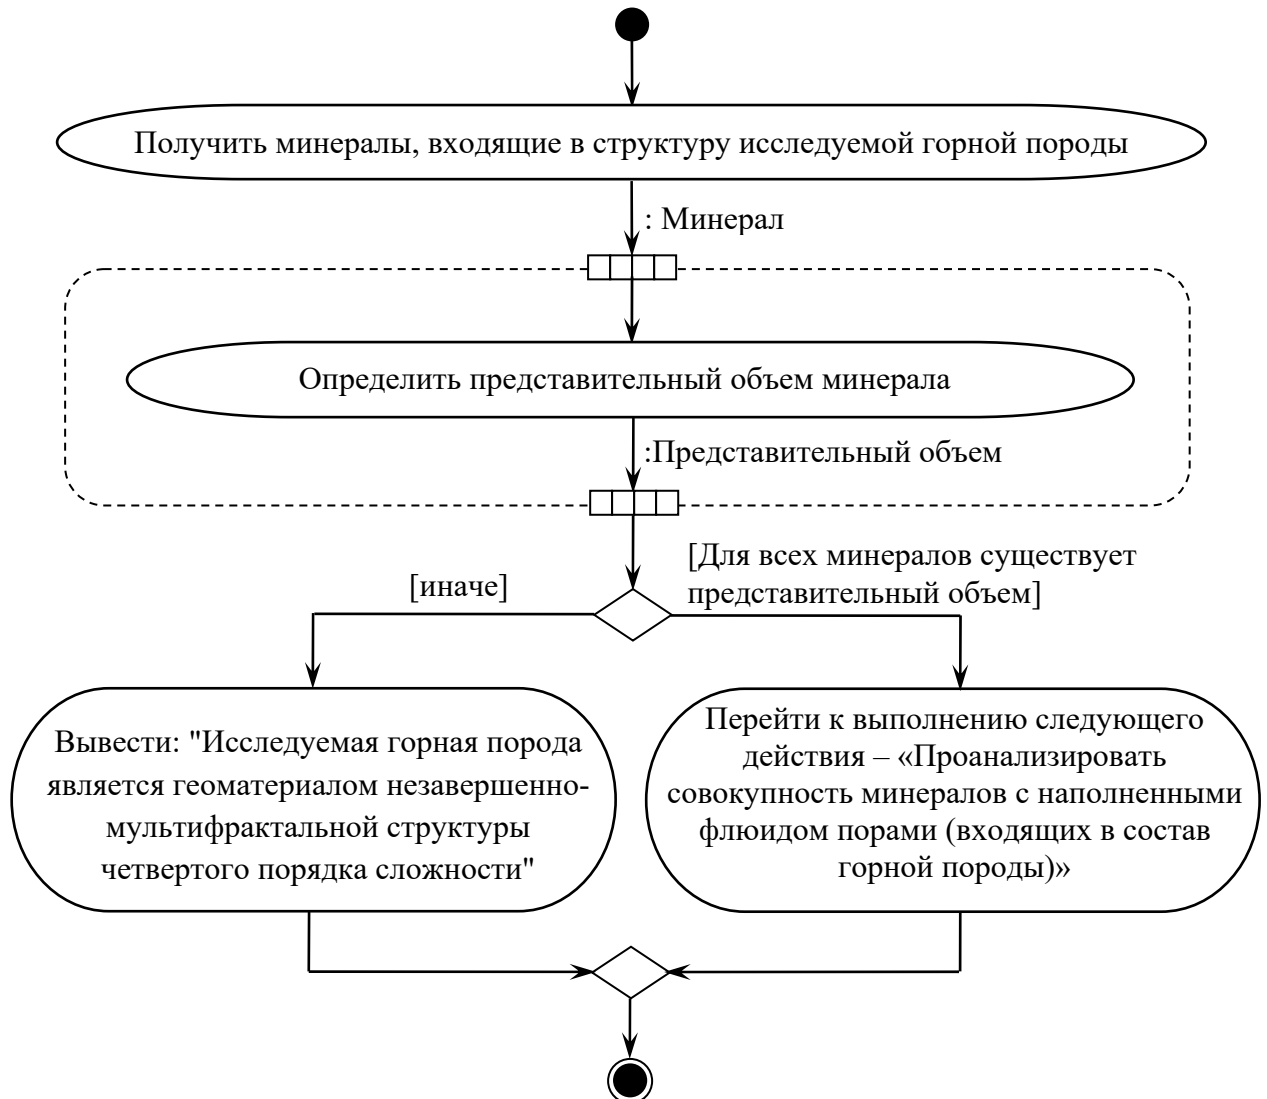 Получить минералы, входящие в структуру исследуемой горной породы
: Минерал
Определить представительный объем минерала
:Представительный объем
[иначе]
[Для всех минералов существует
представительный объем]
Вывести: "Исследуемая горная порода
является геоматериалом незавершенно-
мультифрактальной структуры
четвертого порядка сложности"
Перейти к выполнению следующего
действия – «Проанализировать
совокупность минералов с наполненными
флюидом порами (входящих в состав
горной породы)»